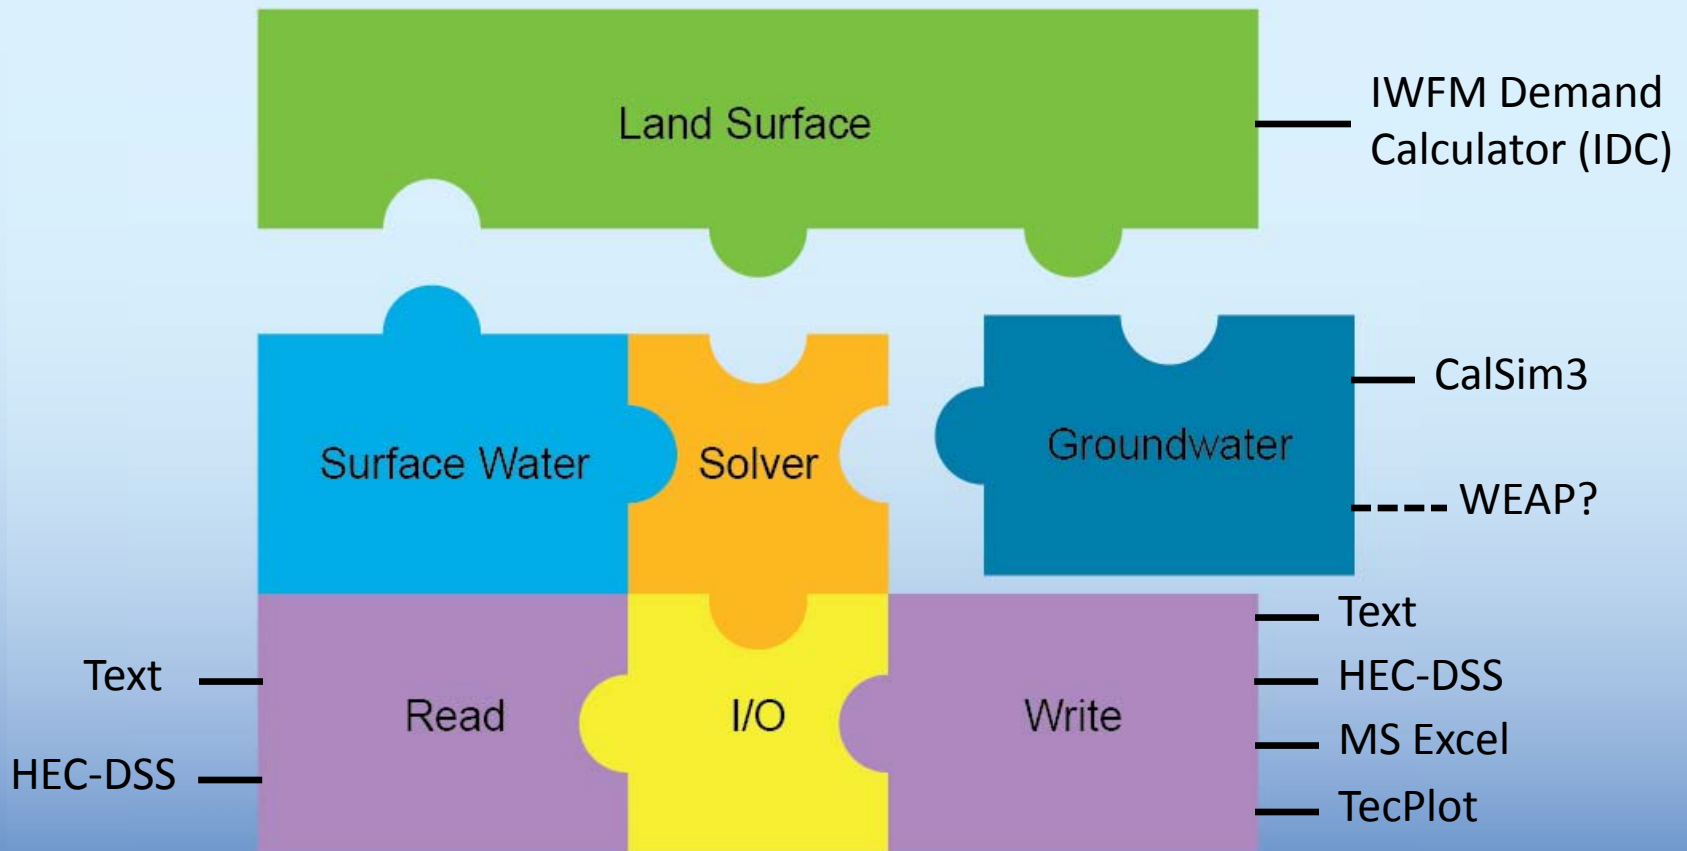 Land Surface
IWFM Demand
Calculator (IDC)
Surface Water
Solver
Groundwater
CalSim3
WEAP?
Text
HEC-DSS
Read
I/O
Write
Text
HEC-DSS
MS Excel
TecPlot